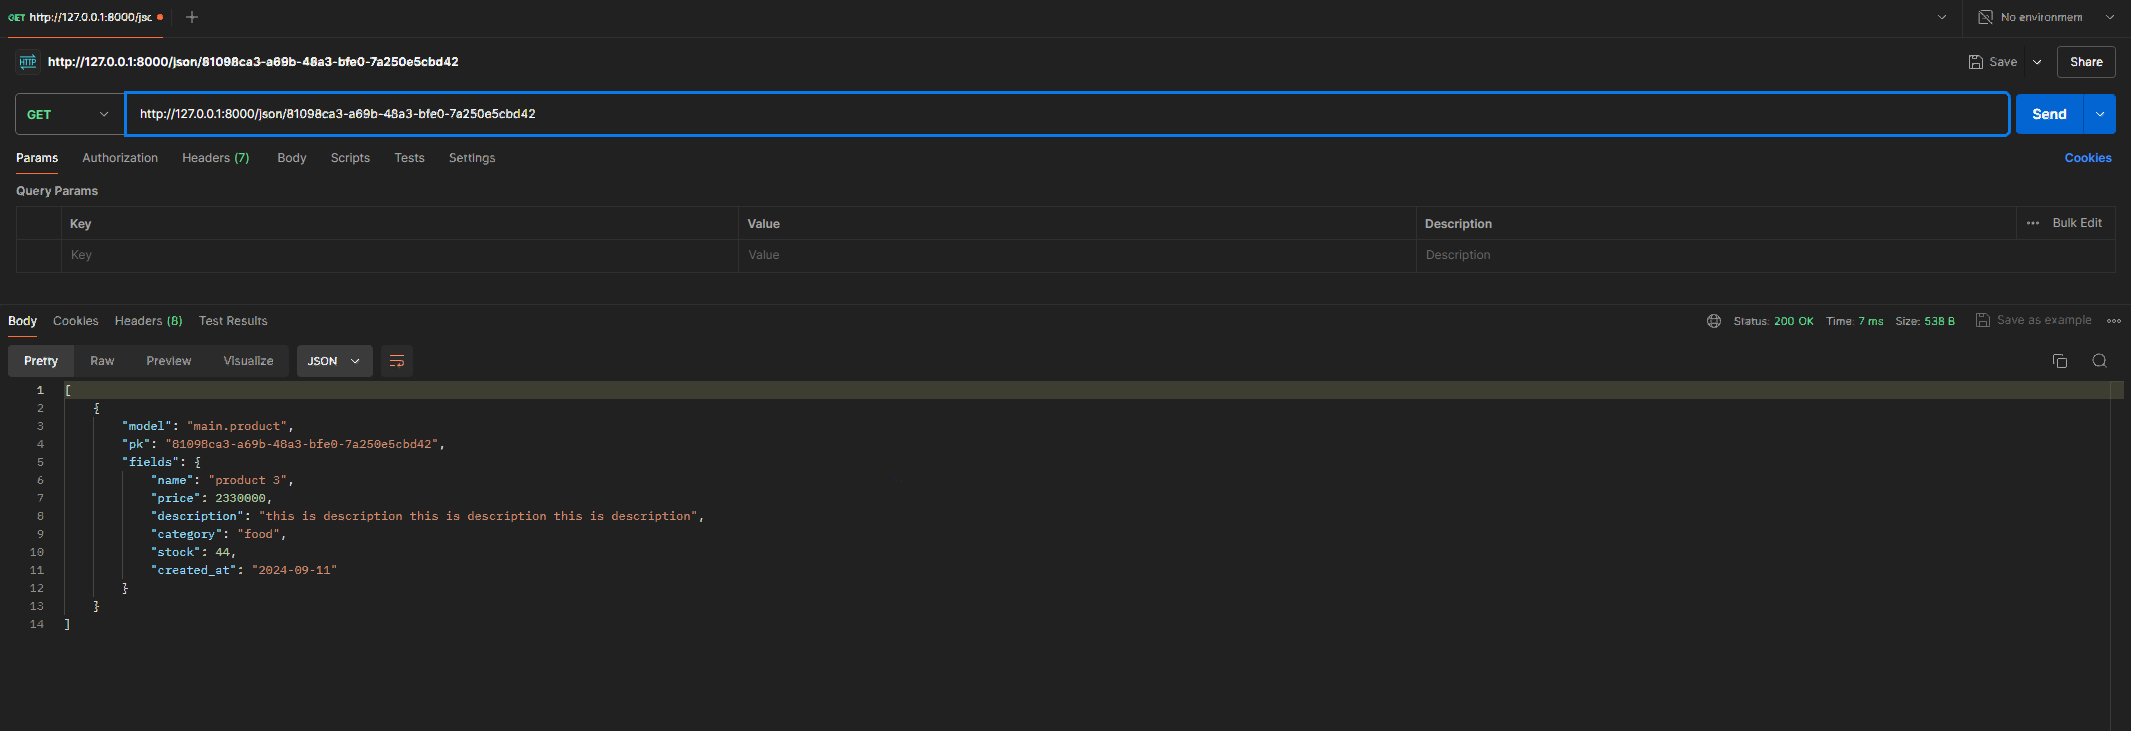 GET http://127.0.0.1:8000/jsc
No environment
HTTP http://127.0.0.1:8000/json/81098ca3-a69b-48a3-bfe0-7a250e5cbd42 Save Share
GET http://127.0.0.1:8000/json/81098ca3-a69b-48a3-bfe0-7a250e5cbd42 Send
Params Authorization Headers (7) Body Scripts Tests Settings Cookies
Query Params
Key Value Description ... Bulk Edit
Key Value Description
Body Cookies Headers (8) Test Results Status: 200 OK Time: 7 ms Size: 538 B Save as example
Pretty Raw Preview Visualize JSON
1 [
2 {
3 "model": "main.product",
4 "pk": "81098ca3-a69b-48a3-bfe0-7a250e5cbd42",
5 "fields": {
6 "name": "product 3",
7 "price": 2330000,
8 "description": "this is description this is description this is description",
9 "category": "food",
10 "stock": 44,
11 "created_at": "2024-09-11"
12 }
13 }
14 ]